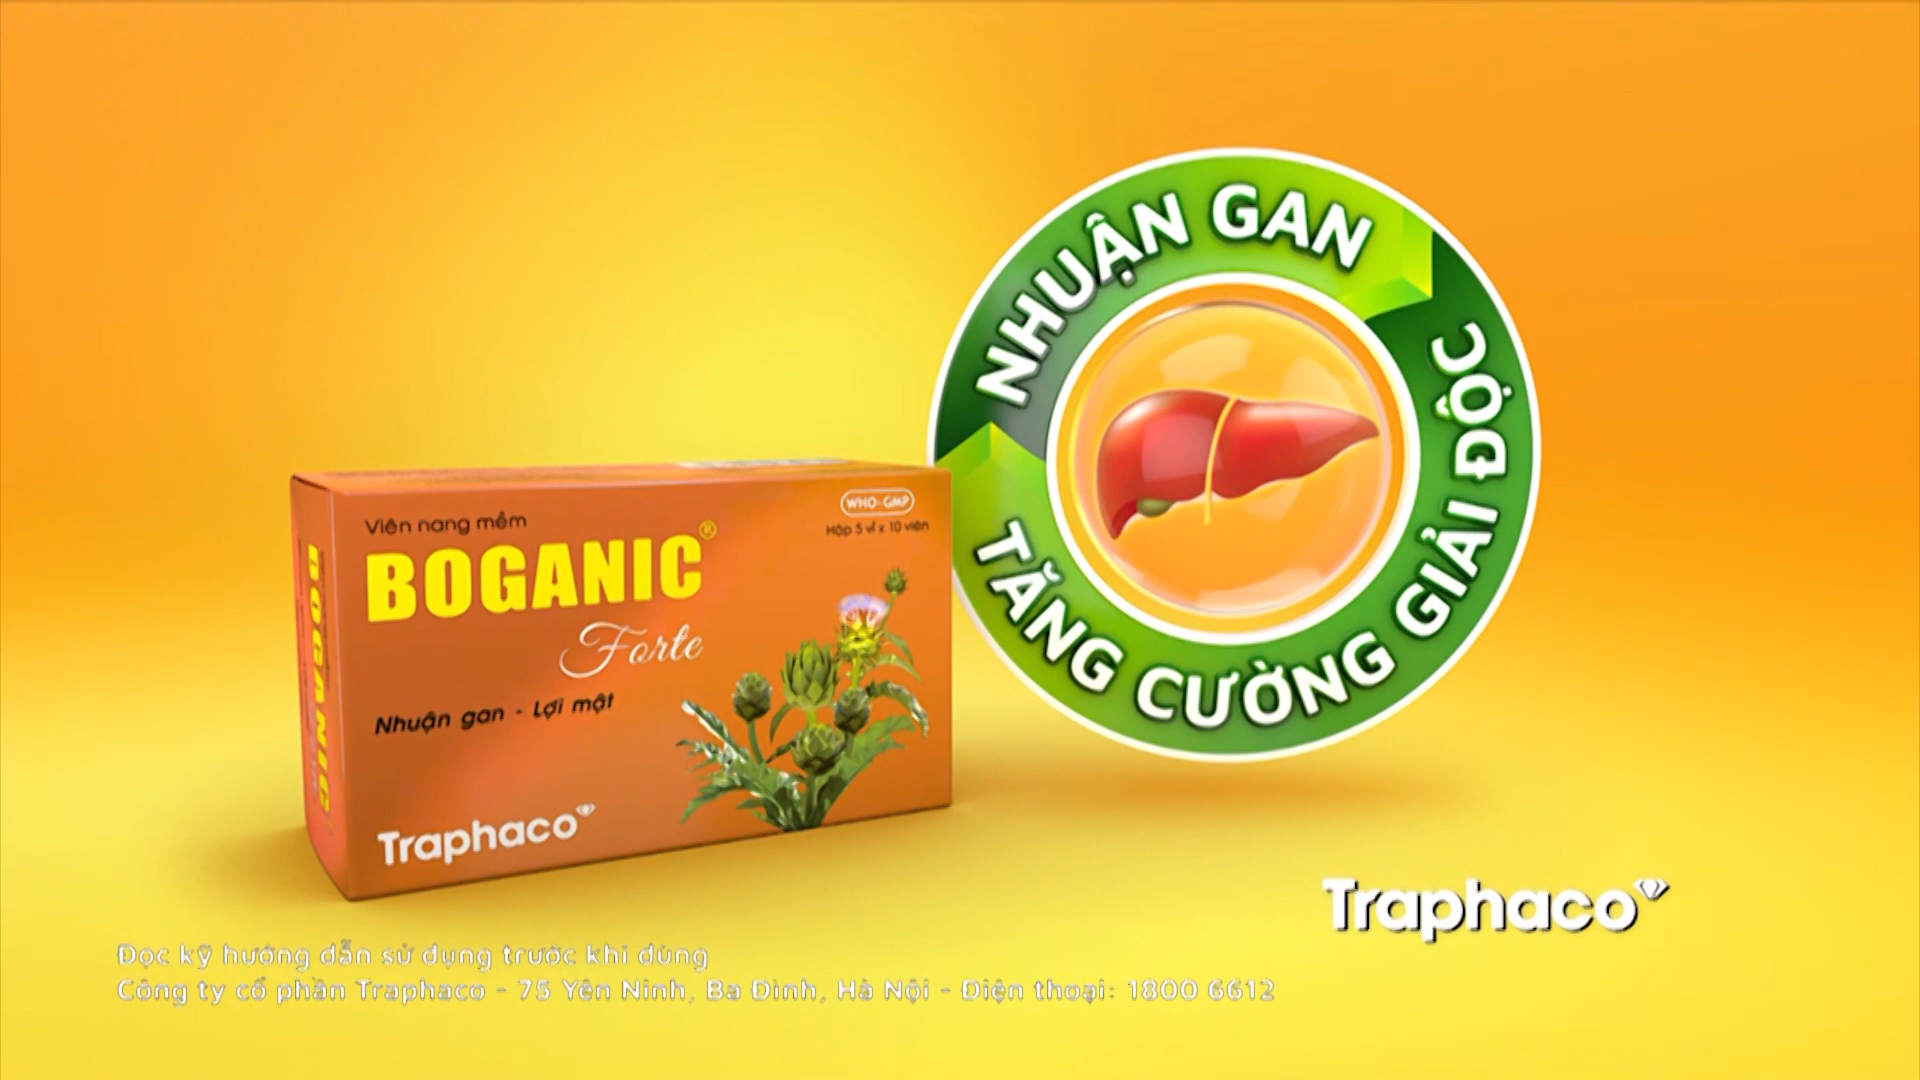 NHUẬN GAN
TĂNG CƯỜNG GIẢI ĐỘC
WHO-GMP
Hộp 5 vỉ x 10 viên
Viên nang mềm
BOGANIC®
Forte
Nhuận gan - Lợi mật
Traphaco
BOGANIC
Traphaco
Đọc kỹ hướng dẫn sử dụng trước khi dùng
Công ty cổ phần Traphaco - 75 Yên Ninh, Ba Đình, Hà Nội - Điện thoại: 1800 6612